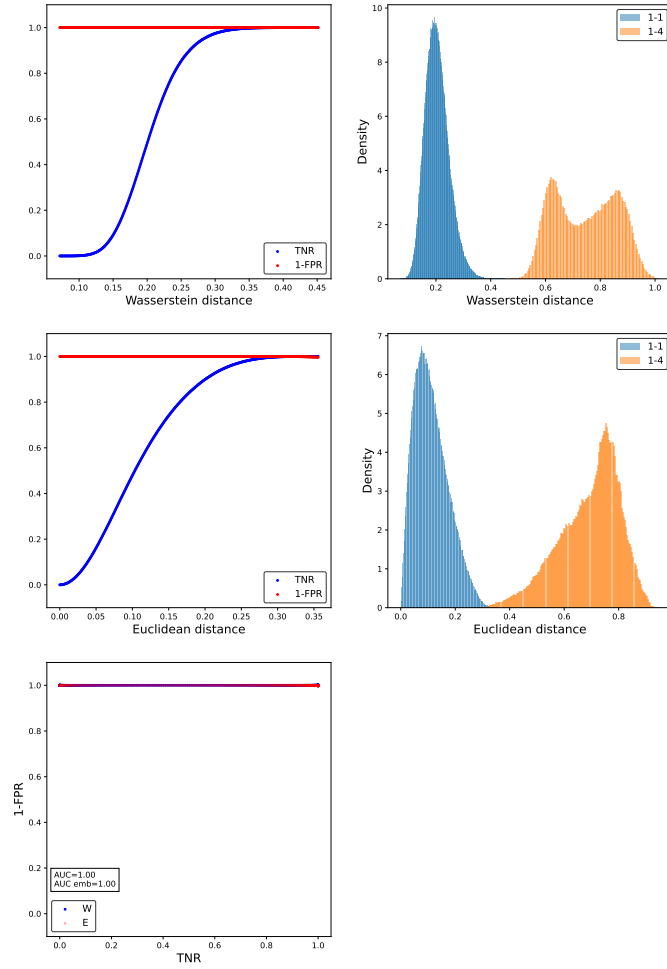 1.0
0.8
0.6
0.4
0.2
0.0
0.10 0.15 0.20 0.25 0.30 0.35 0.40 0.45
Wasserstein distance
TNR
1-FPR
10
8
6
4
2
0
Density
0.2 0.4 0.6 0.8 1.0
Wasserstein distance
1-1
1-4
1.0
0.8
0.6
0.4
0.2
0.0
0.00 0.05 0.10 0.15 0.20 0.25 0.30 0.35
Euclidean distance
TNR
1-FPR
7
6
5
4
3
2
1
0
Density
0.0 0.2 0.4 0.6 0.8
Euclidean distance
1-1
1-4
1.0
0.8
0.6
0.4
0.2
0.0
1-FPR
AUC=1.00
AUC emb=1.00
W
E
0.0 0.2 0.4 0.6 0.8 1.0
TNR